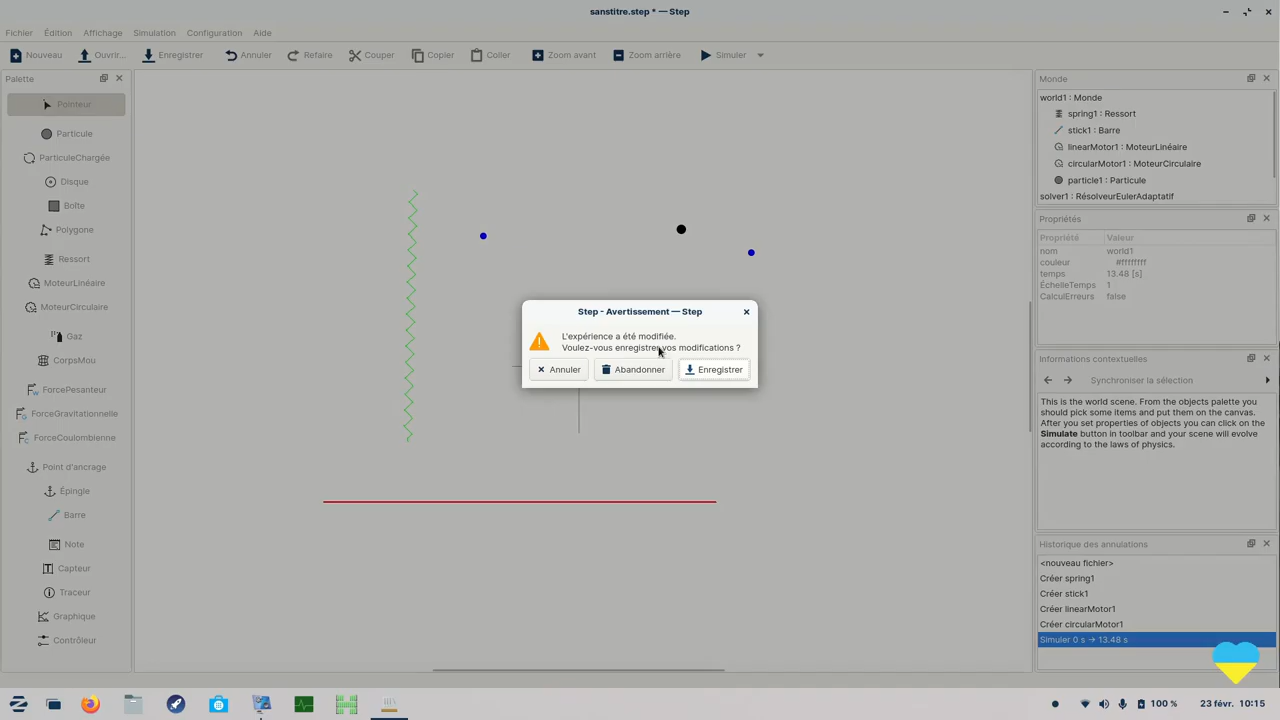 sanstitre.step * — Step
Fichier Édition Affichage Simulation Configuration Aide
Nouveau Ouvrir... Enregistrer Annuler Refaire Couper Copier Coller Zoom avant Zoom arrière Simuler
Palette
Pointeur
Particule
ParticuleChargée
Disque
Boîte
Polygone
Ressort
MoteurLinéaire
MoteurCirculaire
Gaz
CorpsMou
ForcePesanteur
ForceGravitationnelle
ForceCoulombienne
Point d'ancrage
Épingle
Barre
Note
Capteur
Traceur
Graphique
Contrôleur
Step - Avertissement — Step
L'expérience a été modifiée.
Voulez-vous enregistrer vos modifications ?
Annuler Abandonner Enregistrer
Monde
world1 : Monde
spring1 : Ressort
stick1 : Barre
linearMotor1 : MoteurLinéaire
circularMotor1 : MoteurCirculaire
particle1 : Particule
solver1 : RésolveurEulerAdaptatif
Propriétés
Propriété Valeur
nom world1
couleur #ffffffff
temps 13.48 [s]
ÉchelleTemps 1
CalculErreurs false
Informations contextuelles
Synchroniser la sélection
This is the world scene. From the objects palette you
should pick some items and put them on the canvas.
After you set properties of objects you can click on the
Simulate button in toolbar and your scene will evolve
according to the laws of physics.
Historique des annulations
<nouveau fichier>
Créer spring1
Créer stick1
Créer linearMotor1
Créer circularMotor1
Simuler 0 s → 13.48 s
100 % 23 févr. 10:15